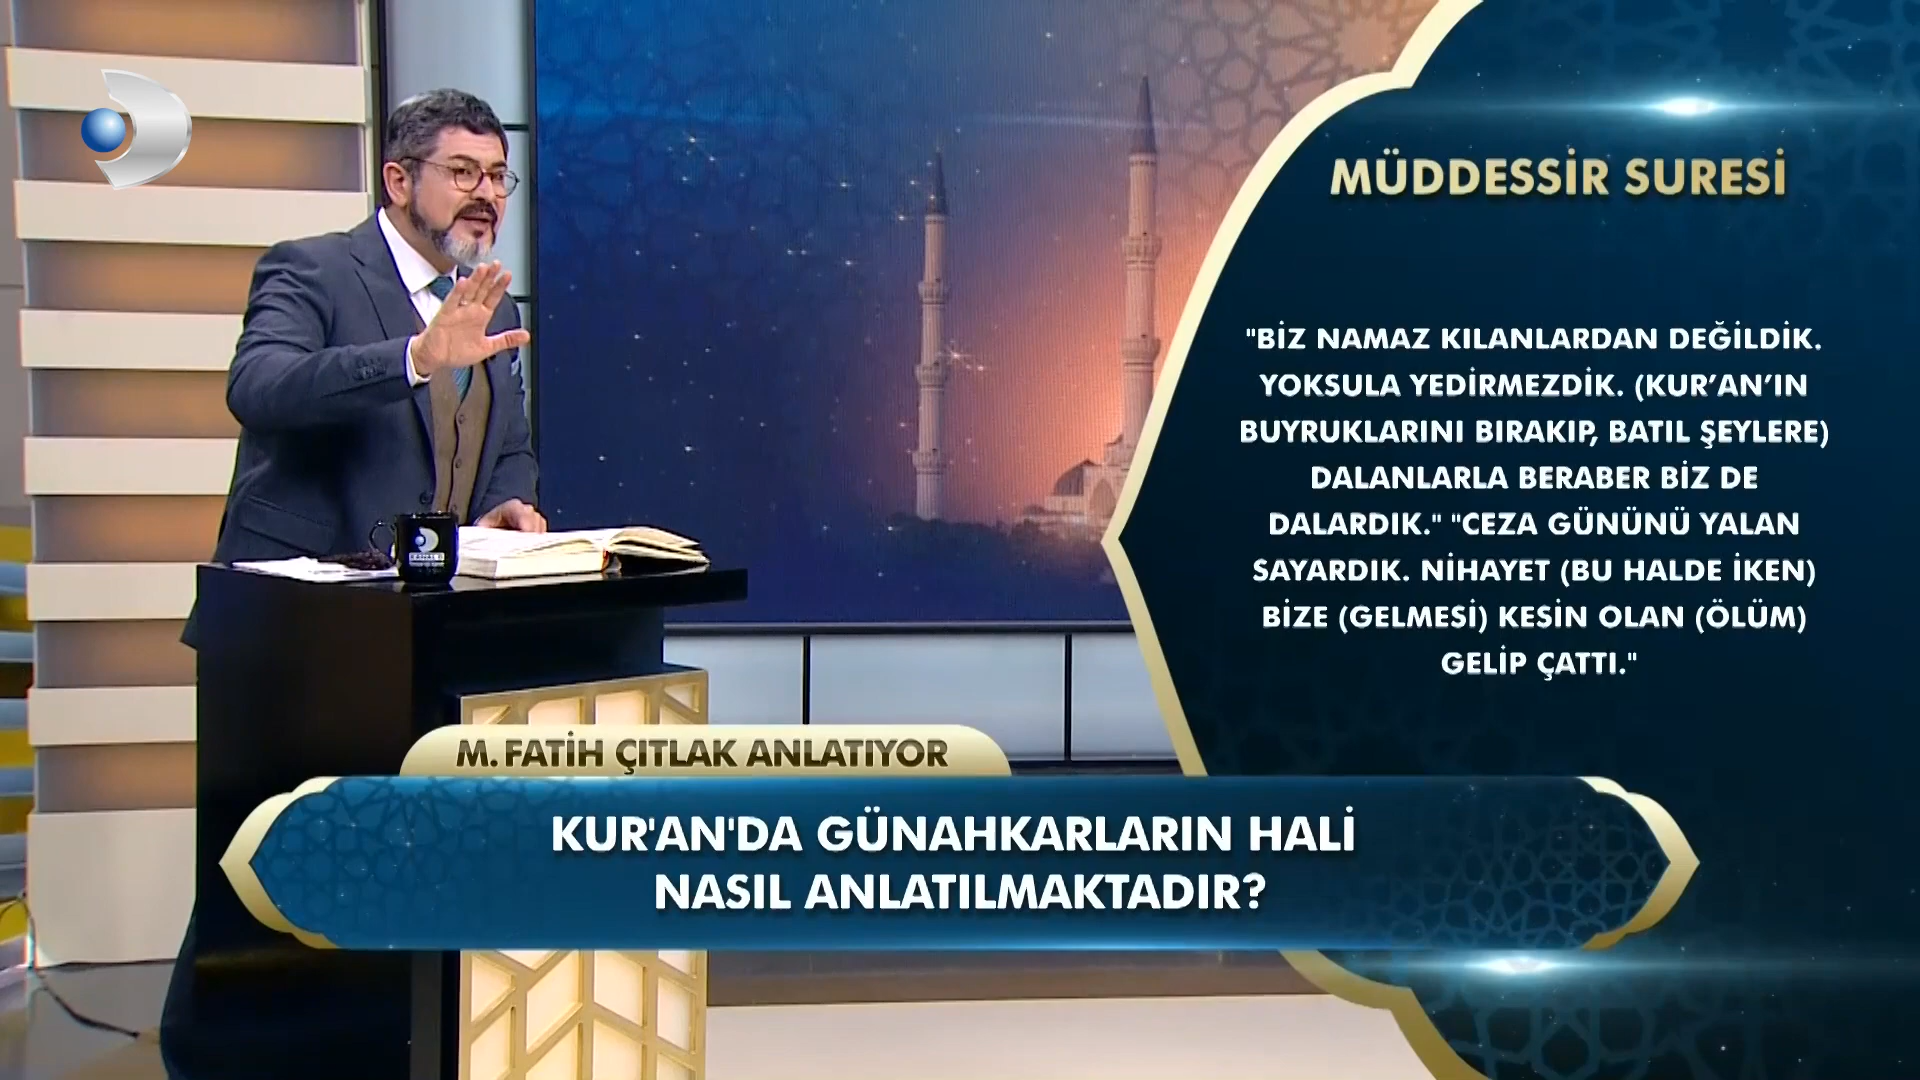 MÜDDESSİR SURESİ
"BİZ NAMAZ KILANLARDAN DEĞİLDİK.
YOKSULA YEDİRMEZDİK. (KUR’AN’IN
BUYRUKLARINI BIRAKIP, BATIL ŞEYLERE)
DALANLARLA BERABER BİZ DE
DALARDIK." "CEZA GÜNÜNÜ YALAN
SAYARDIK. NİHAYET (BU HALDE İKEN)
BİZE (GELMESİ) KESİN OLAN (ÖLÜM)
GELİP ÇATTI."
KANAL D
M. FATİH ÇITLAK ANLATIYOR
KUR'AN'DA GÜNAHKARLARIN HALİ
NASIL ANLATILMAKTADIR?